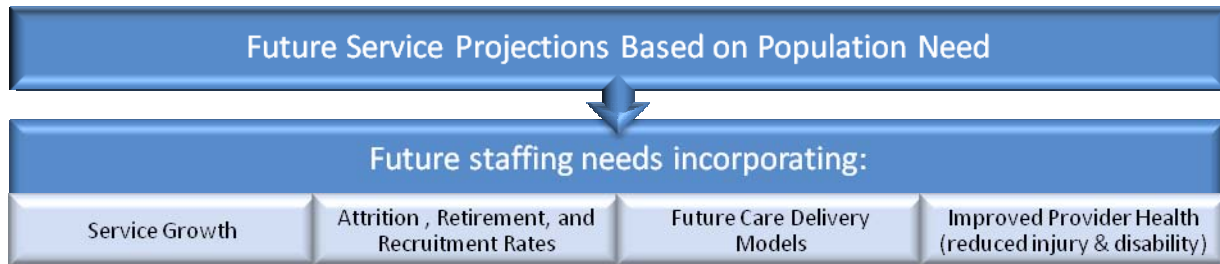 Future Service Projections Based on Population Need
Future staffing needs incorporating:
Service Growth
Attrition , Retirement, and
Recruitment Rates
Future Care Delivery
Models
Improved Provider Health
(reduced injury & disability)